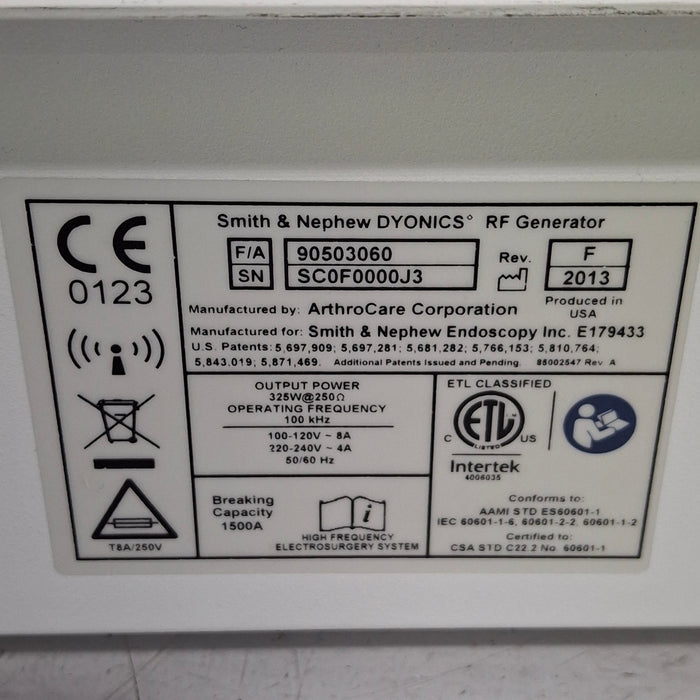 CE
0123
Smith & Nephew DYONICS° RF Generator
F/A 90503060 Rev. F
SN SC0F0000J3 2013
Manufactured by: ArthroCare Corporation Produced in USA
Manufactured for: Smith & Nephew Endoscopy Inc. E179433
U.S. Patents: 5,697,909; 5,697,281; 5,681,282; 5,766,153; 5,810,764;
5,843,019; 5,871,469. Additional Patents Issued and Pending. 86002547 Rev. A
OUTPUT POWER
325W@250Ω
OPERATING FREQUENCY
100 kHz
100-120V ~ 8A
220-240V ~ 4A
50/60 Hz
ETL CLASSIFIED
C ETL US
LISTED
Intertek
4006035
T8A/250V
Breaking
Capacity
1500A
i
HIGH FREQUENCY
ELECTROSURGERY SYSTEM
Conforms to:
AAMI STD ES60601-1
IEC 60601-1-6, 60601-2-2, 60601-1-2
Certified to:
CSA STD C22.2 No. 60601-1